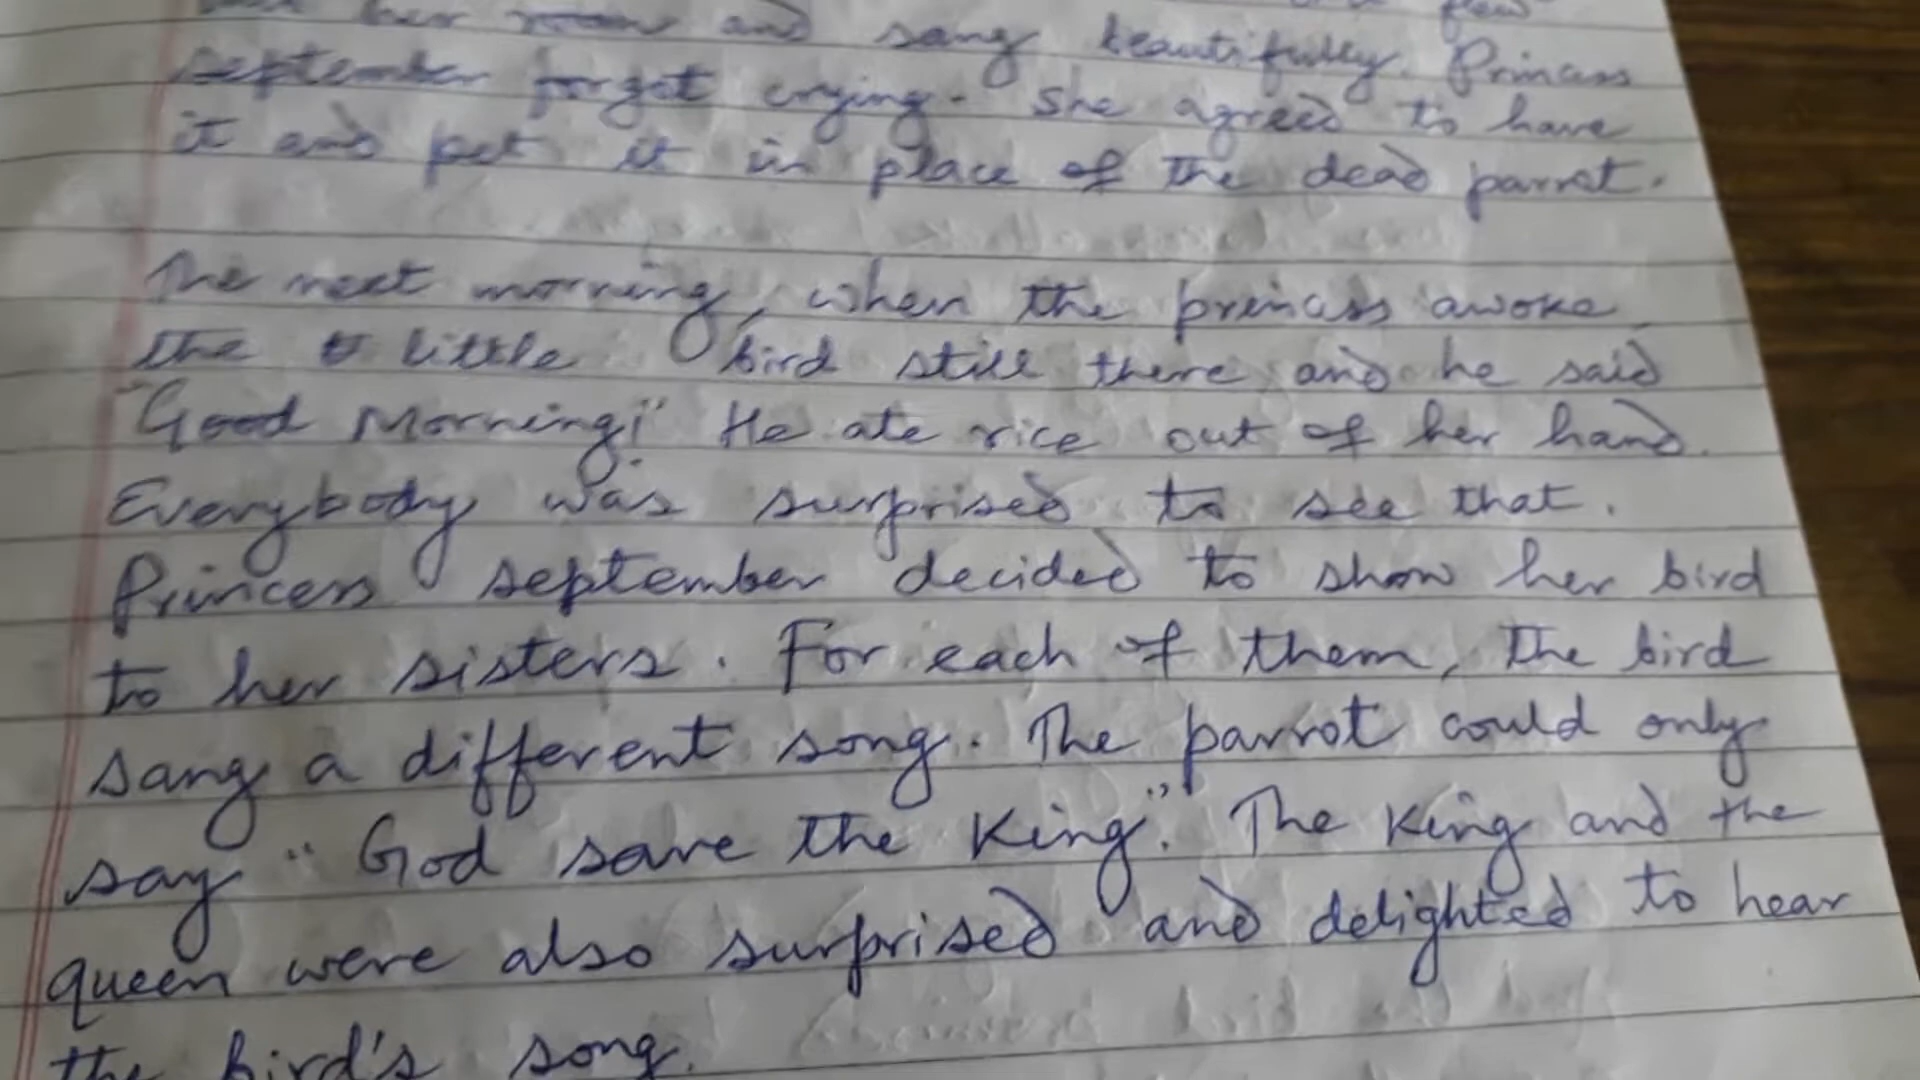 her room and sang beautifully. Princess
september forgot crying. She agreed to have
it and pet it in place of the dead parrot.
The next morning, when the princess awoke
the little bird still there and he said
"Good Morning!" He ate rice out of her hand.
Everybody was surprised to see that.
Princess september decided to show her bird
to her sisters. For each of them, the bird
sang a different song. The parrot could only
say "God save the King". The King and the
queen were also surprised and delighted to hear
the bird's song.